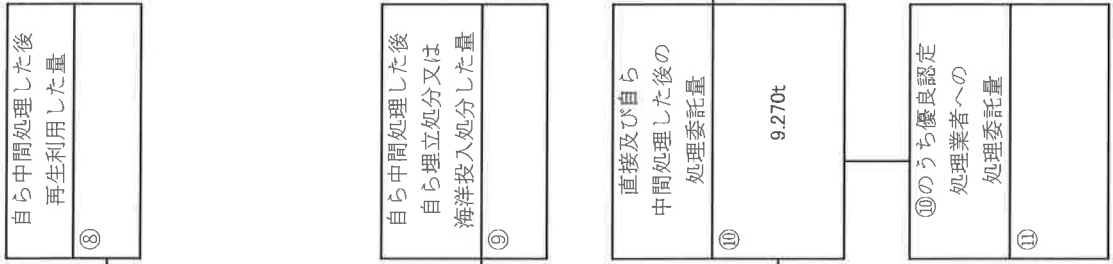 自ら中間処理した後
再生利用した量
⑧
自ら中間処理した後
自ら埋立処分又は
海洋投入処分した量
⑨
直接及び自ら
中間処理した後の
処理委託量
⑩
9.270t
⑩のうち優良認定
処理業者への
処理委託量
⑪